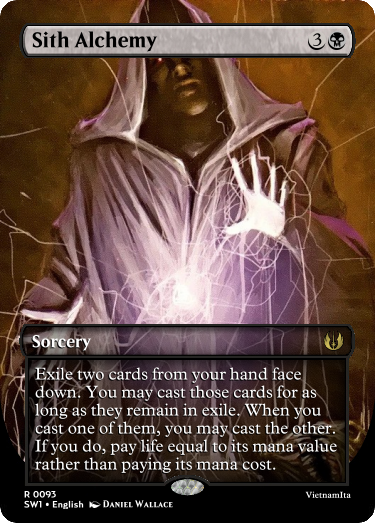 Sith Alchemy 3
Sorcery
Exile two cards from your hand face
down. You may cast those cards for as
long as they remain in exile. When you
cast one of them, you may cast the other.
If you do, pay life equal to its mana value
rather than paying its mana cost.
R 0093
SW1 • English DANIEL WALLACE
VietnamIta